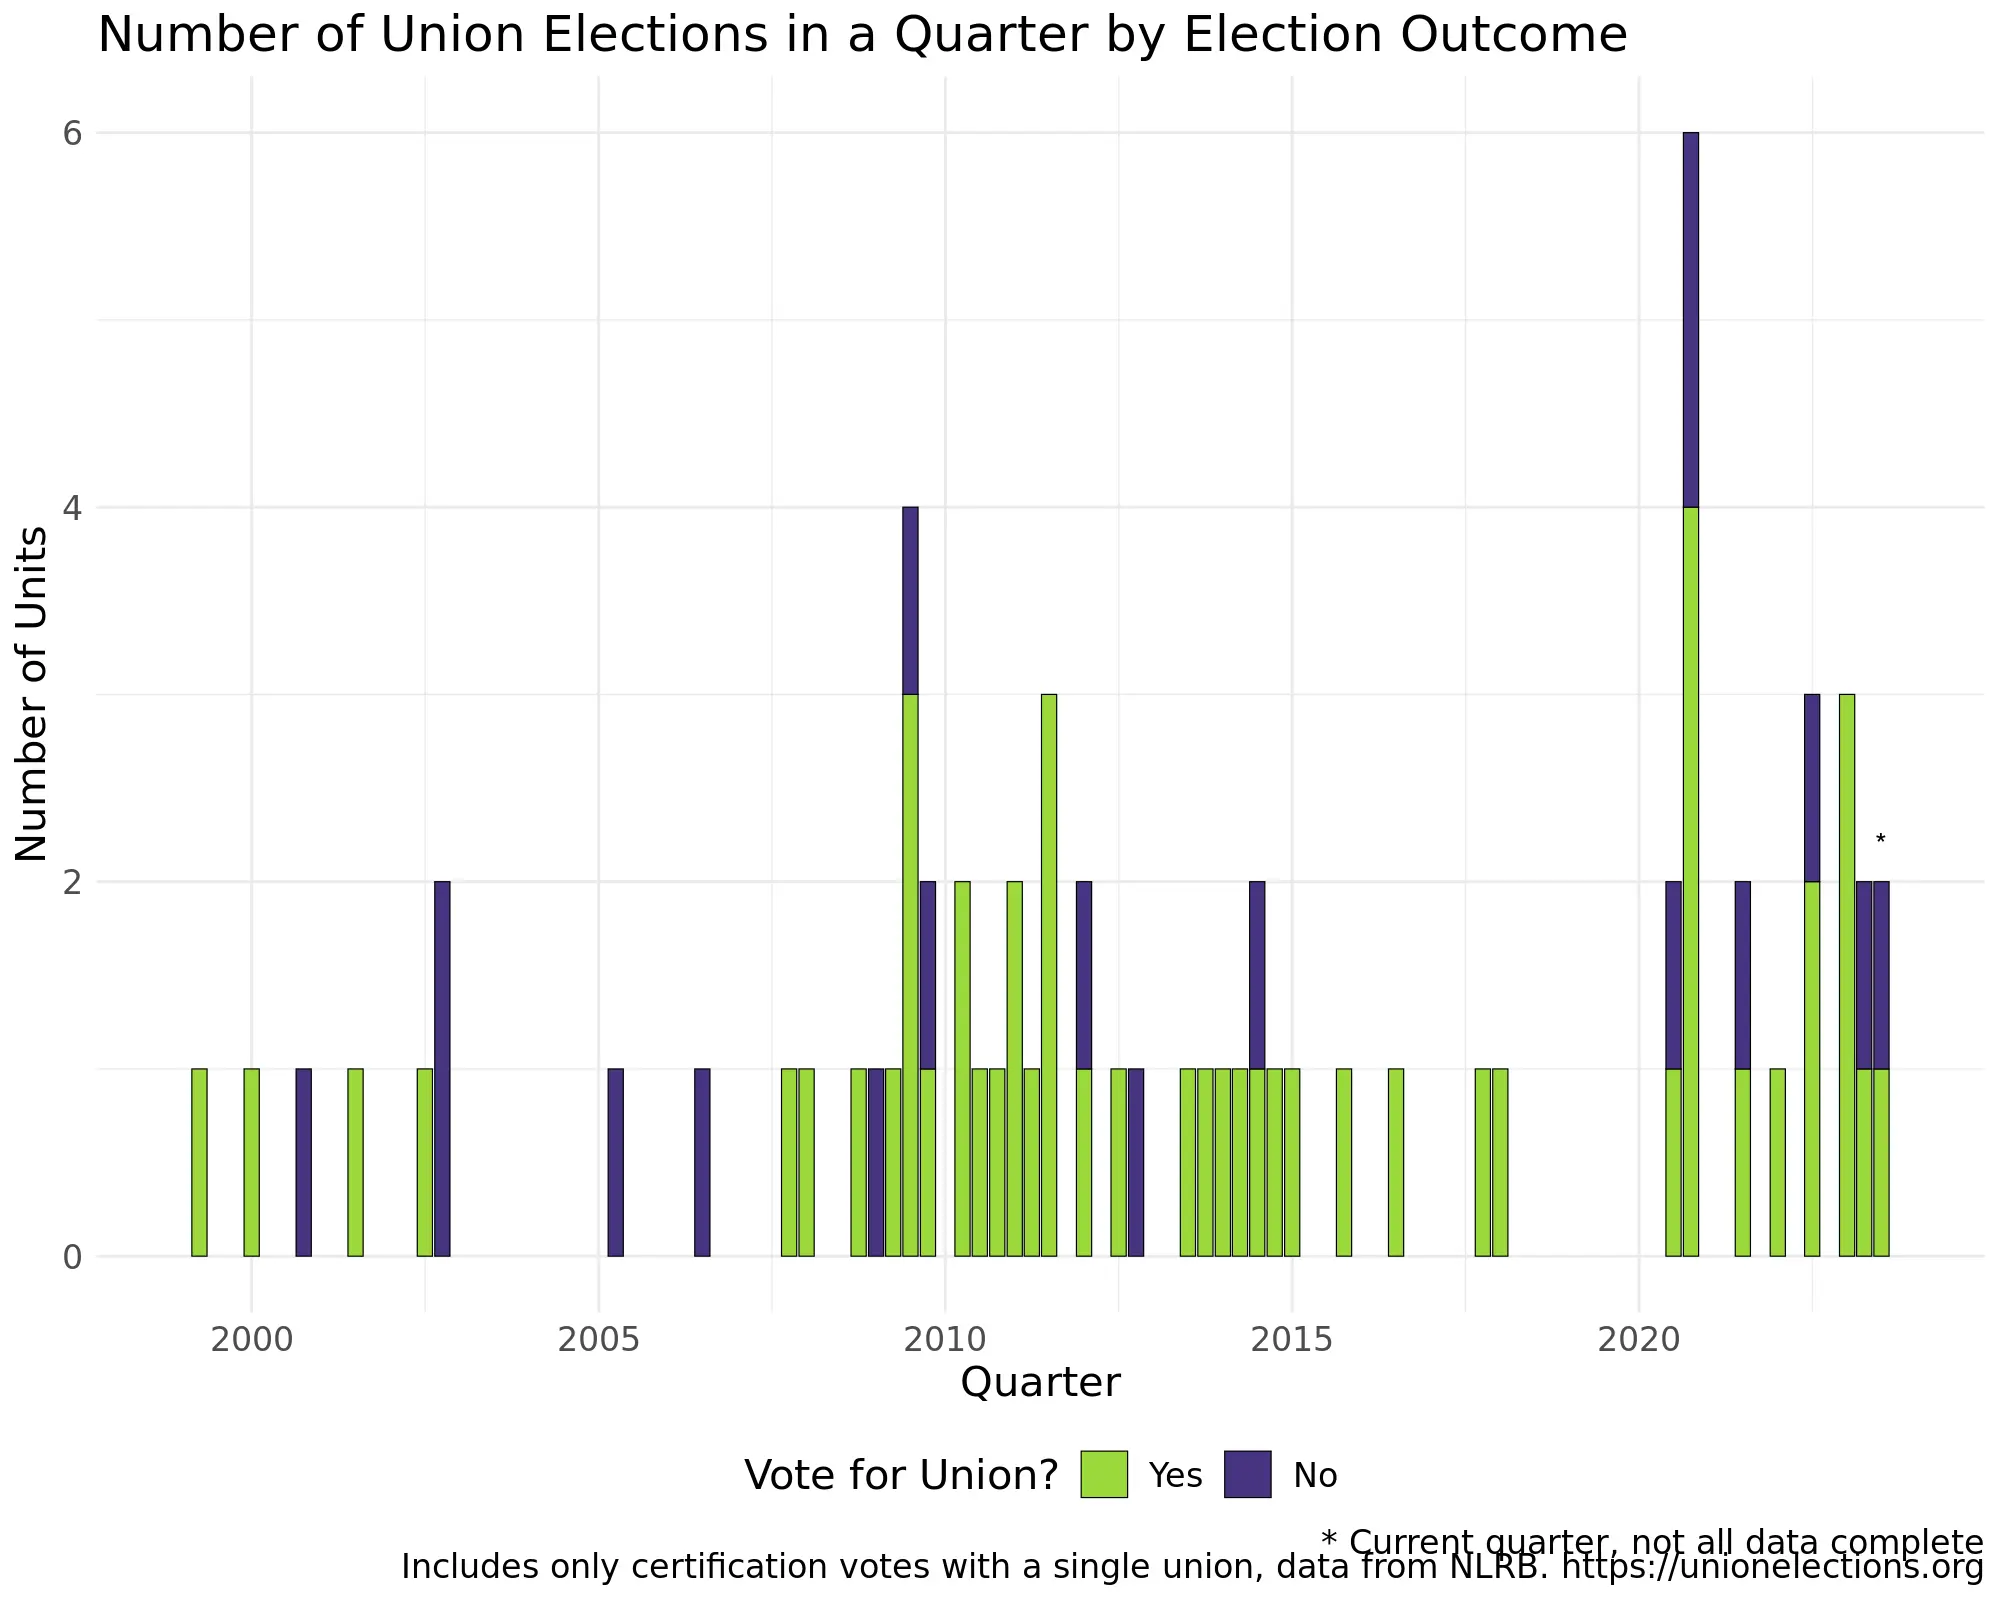 Number of Union Elections in a Quarter by Election Outcome
6
4
2
0
Number of Units
*
2000 2005 2010 2015 2020
Quarter
Vote for Union? Yes No
* Current quarter, not all data complete
Includes only certification votes with a single union, data from NLRB. https://unionelections.org